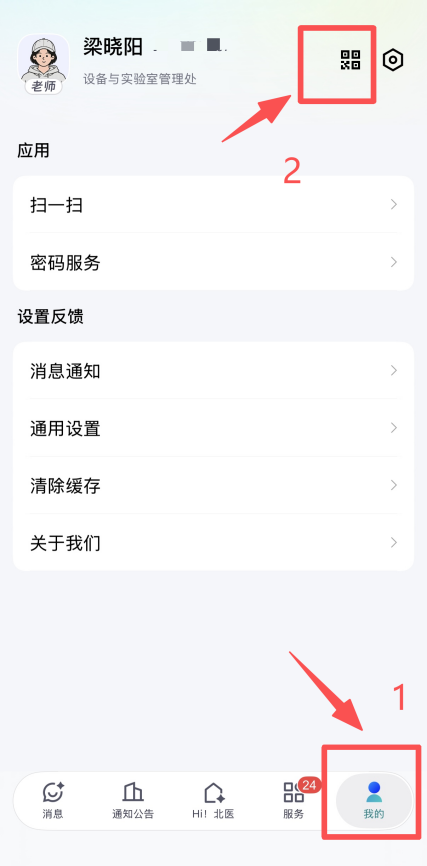 梁晓阳
老师
设备与实验室管理处
2
应用
扫一扫
密码服务
设置反馈
消息通知
通用设置
清除缓存
关于我们
1
24
消息
通知公告
Hi! 北医
服务
我的